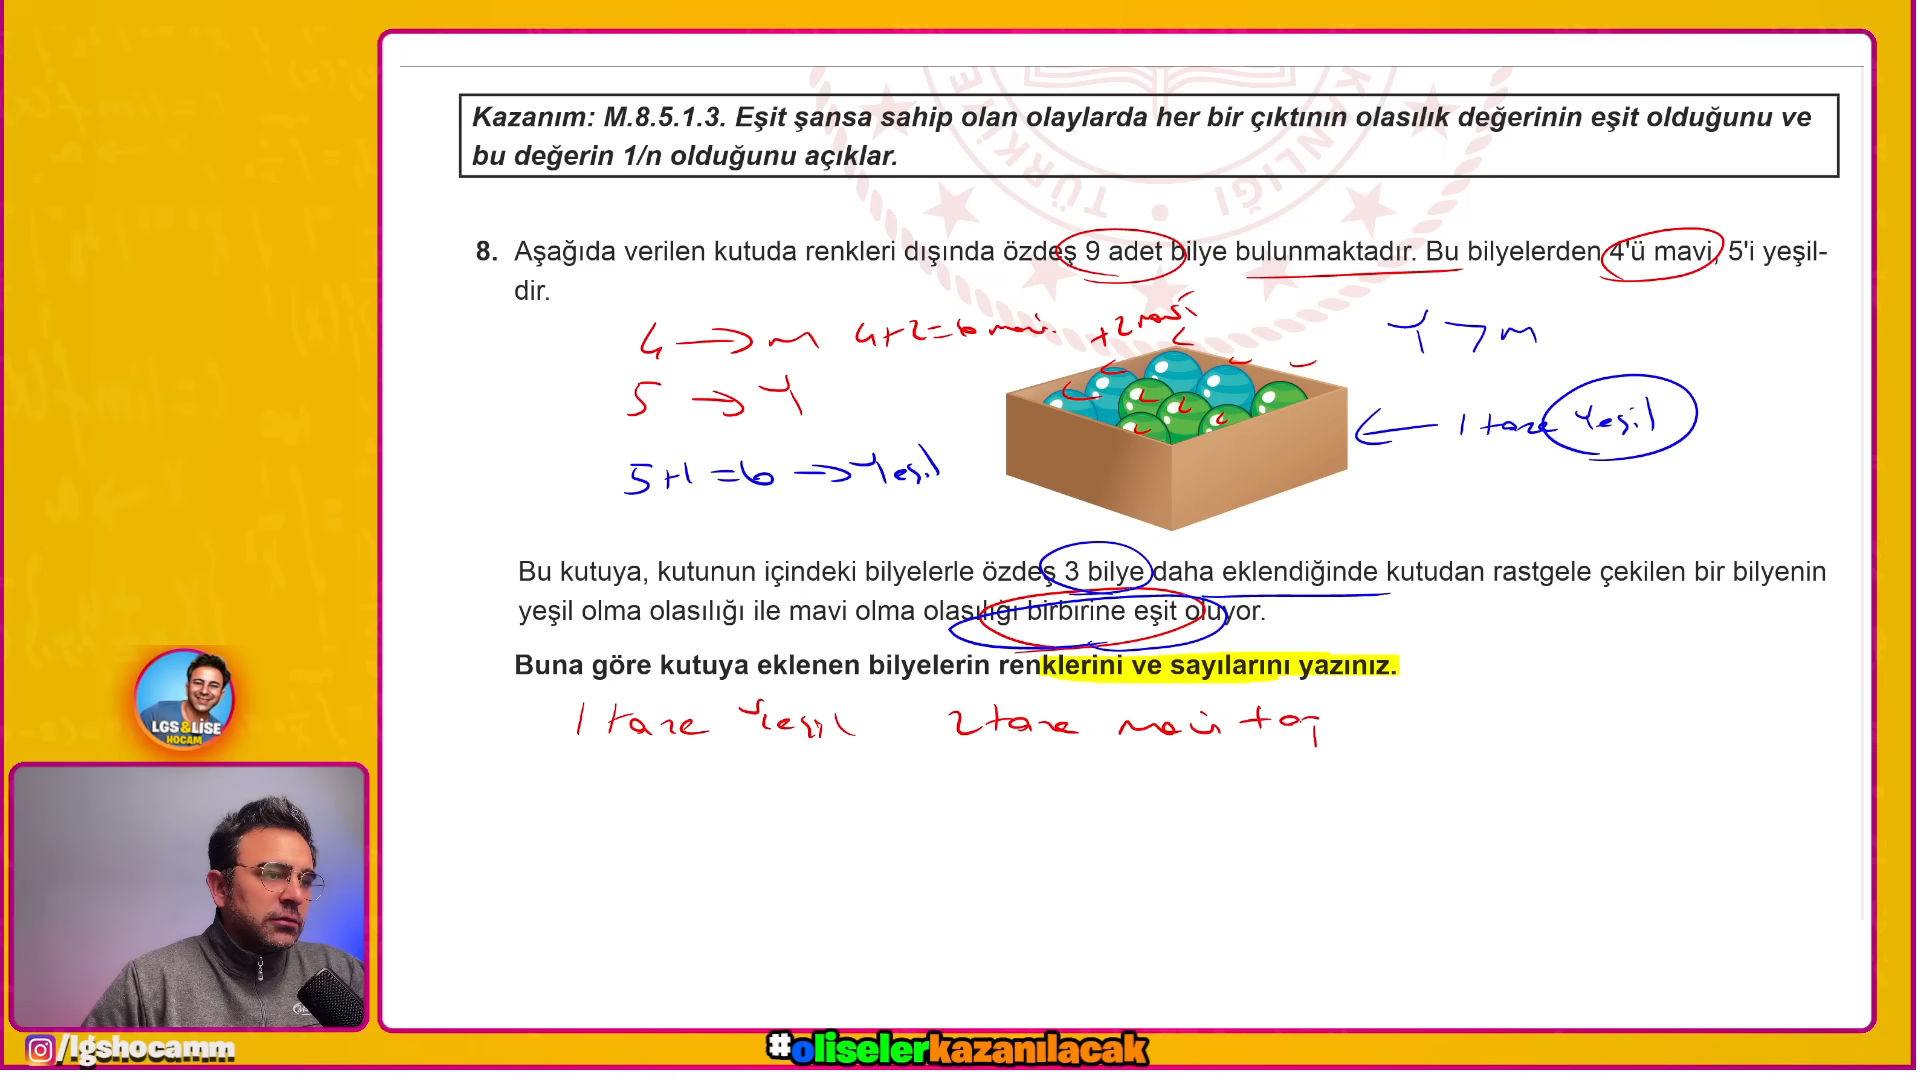 Kazanım: M.8.5.1.3. Eşit şansa sahip olan olaylarda her bir çıktının olasılık değerinin eşit olduğunu ve
bu değerin 1/n olduğunu açıklar.
TÜRKİYE
8. Aşağıda verilen kutuda renkleri dışında özdeş 9 adet bilye bulunmaktadır. Bu bilyelerden 4'ü mavi, 5'i yeşil-
dir.
4 → m 4+2=6 mavi +2 mavi Y > m
5 → Y
1 tane Yeşil
5+1=6 → Yeşil
Bu kutuya, kutunun içindeki bilyelerle özdeş 3 bilye daha eklendiğinde kutudan rastgele çekilen bir bilyenin
yeşil olma olasılığı ile mavi olma olasılığı birbirine eşit oluyor.
Buna göre kutuya eklenen bilyelerin renklerini ve sayılarını yazınız.
1 tane Yeşil 2 tane mavi top
LGS&LİSE
HOCAM
/lgshocamm
#oliselerkazanılacak